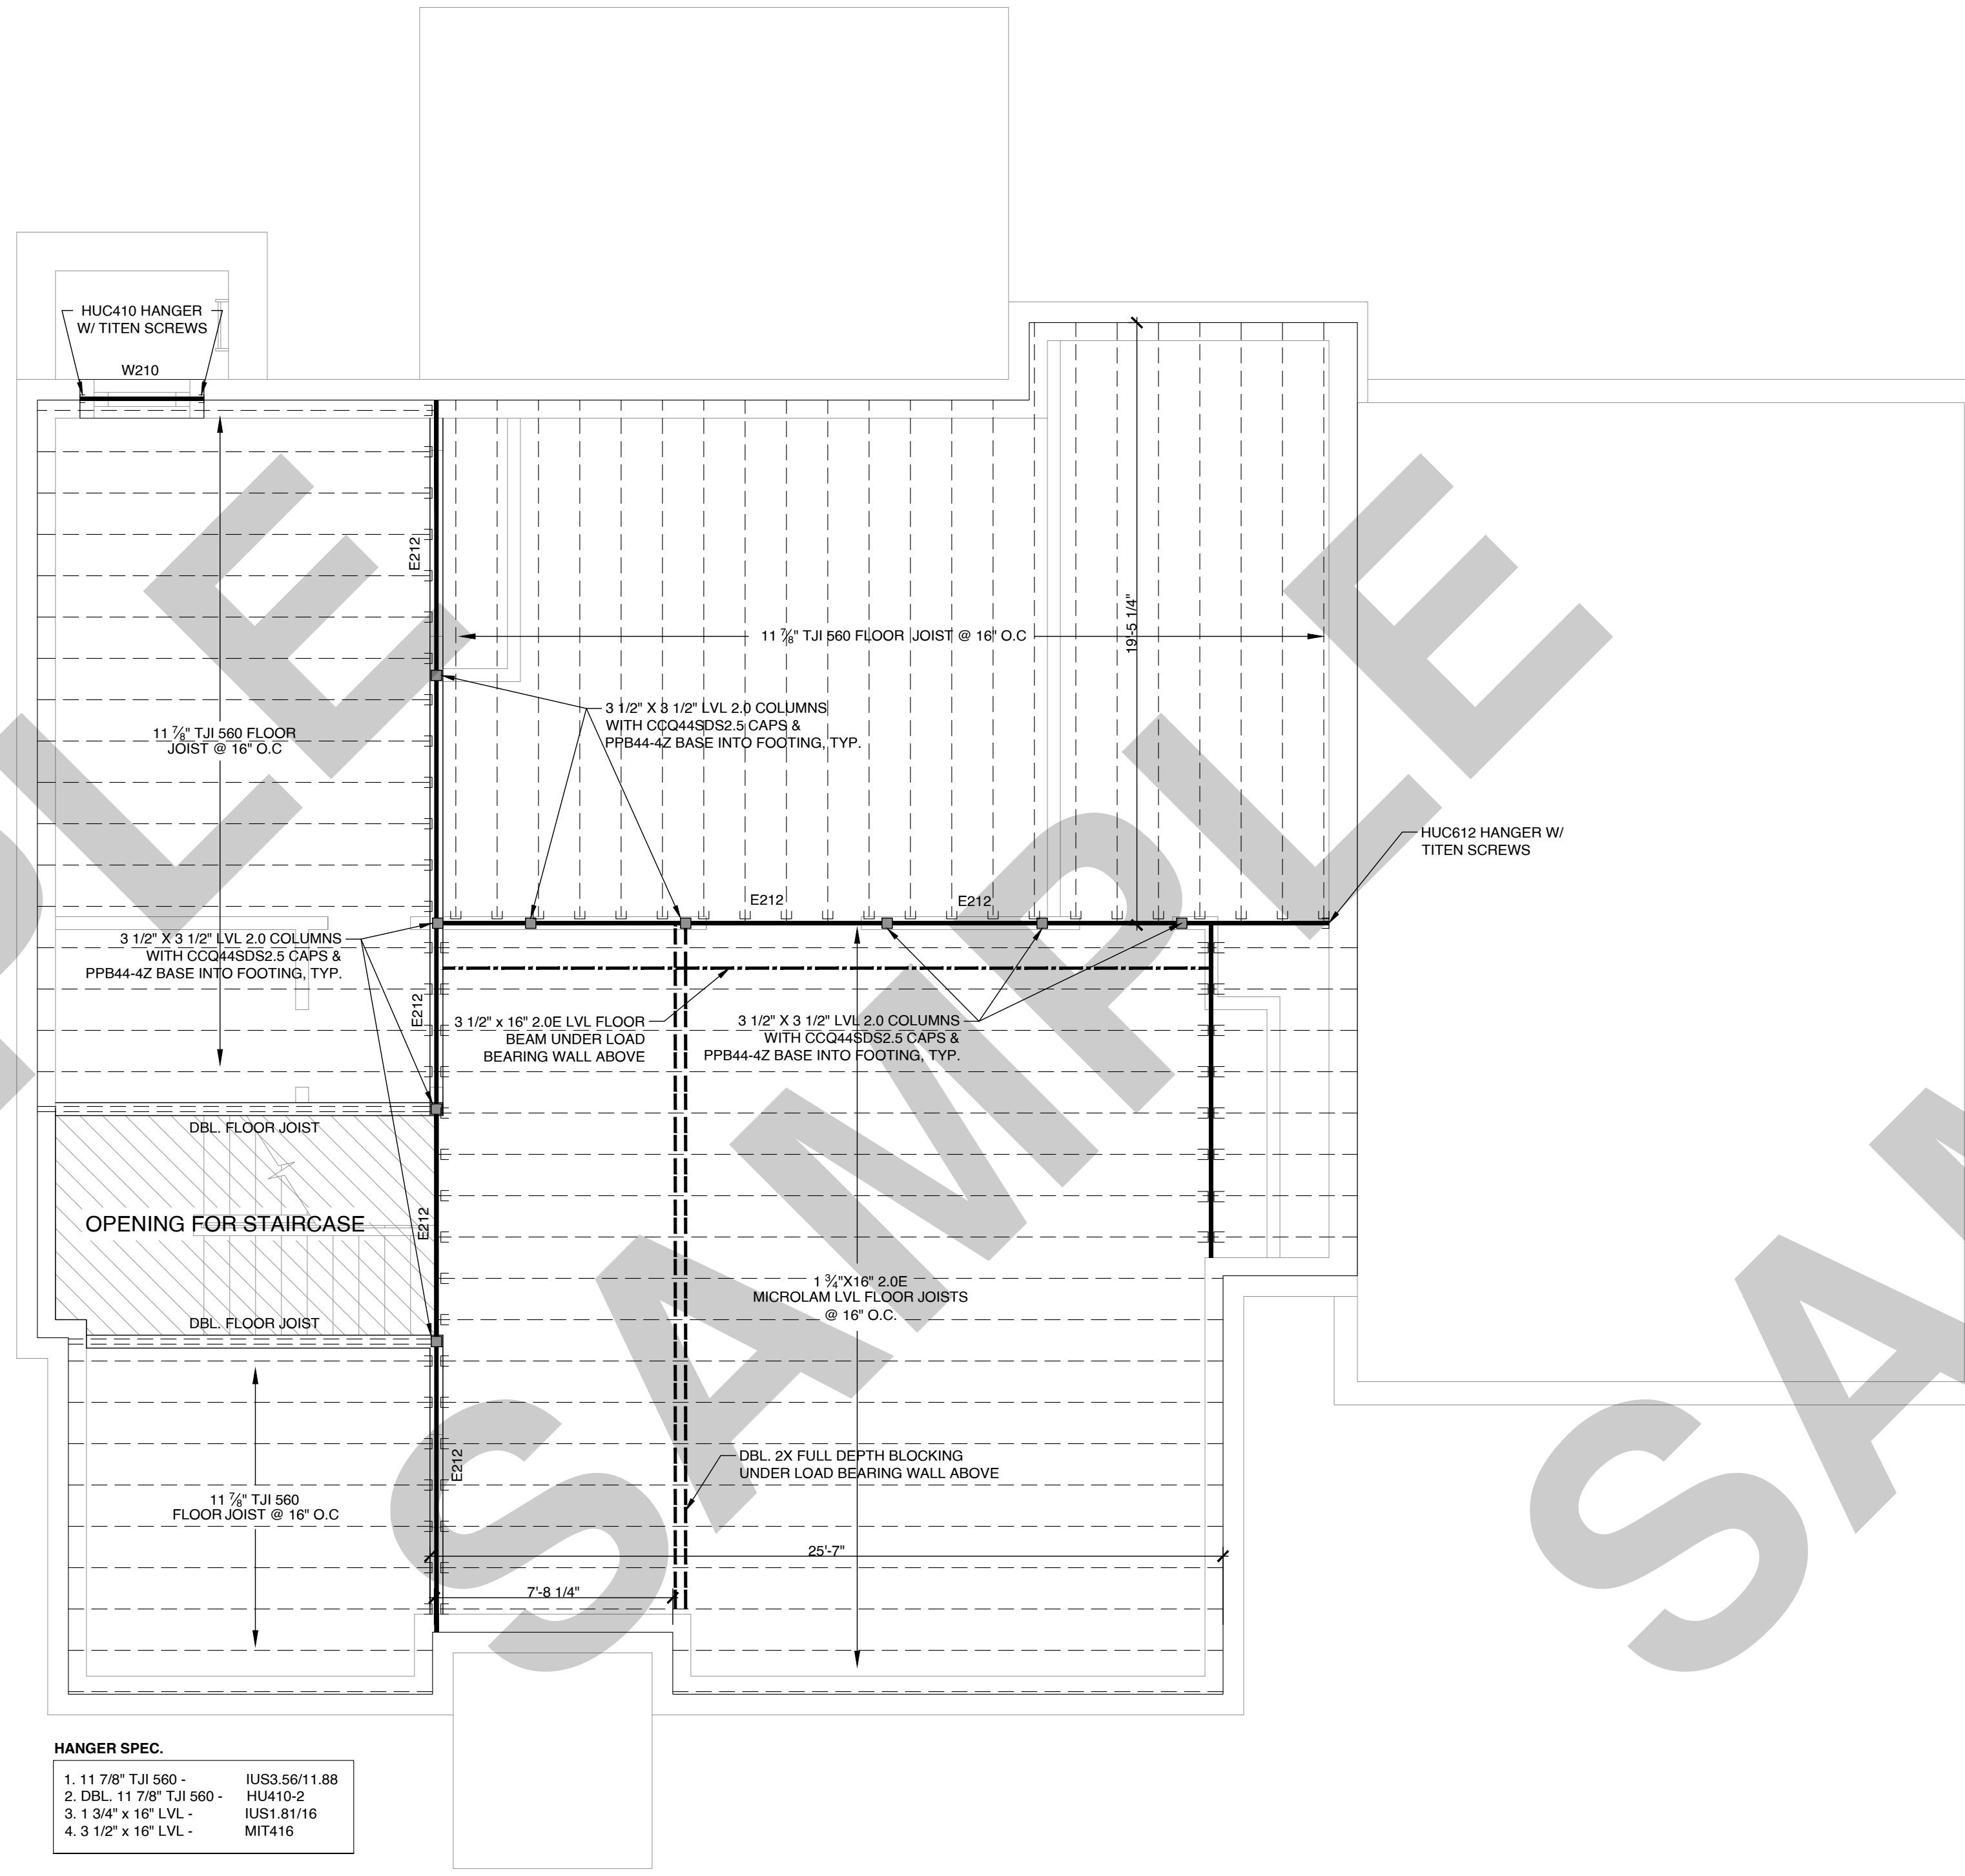 HUC410 HANGER
W/ TITEN SCREWS
W210
E212
19'-5 1/4"
11 ⅞" TJI 560 FLOOR JOIST @ 16" O.C
3 1/2" X 3 1/2" LVL 2.0 COLUMNS
WITH CCQ44SDS2.5 CAPS &
PPB44-4Z BASE INTO FOOTING, TYP.
11 ⅞" TJI 560 FLOOR
JOIST @ 16" O.C
HUC612 HANGER W/
TITEN SCREWS
E212
E212
3 1/2" X 3 1/2" LVL 2.0 COLUMNS
WITH CCQ44SDS2.5 CAPS &
PPB44-4Z BASE INTO FOOTING, TYP.
E212
3 1/2" x 16" 2.0E LVL FLOOR
BEAM UNDER LOAD
BEARING WALL ABOVE
3 1/2" X 3 1/2" LVL 2.0 COLUMNS
WITH CCQ44SDS2.5 CAPS &
PPB44-4Z BASE INTO FOOTING, TYP.
DBL. FLOOR JOIST
OPENING FOR STAIRCASE
E212
DBL. FLOOR JOIST
1 ¾"X16" 2.0E
MICROLAM LVL FLOOR JOISTS
@ 16" O.C.
E212
DBL. 2X FULL DEPTH BLOCKING
UNDER LOAD BEARING WALL ABOVE
11 ⅞" TJI 560
FLOOR JOIST @ 16" O.C
25'-7"
7'-8 1/4"
HANGER SPEC.
1. 11 7/8" TJI 560 - IUS3.56/11.88
2. DBL. 11 7/8" TJI 560 - HU410-2
3. 1 3/4" x 16" LVL - IUS1.81/16
4. 3 1/2" x 16" LVL - MIT416
PLE
SAMPLE
SAM